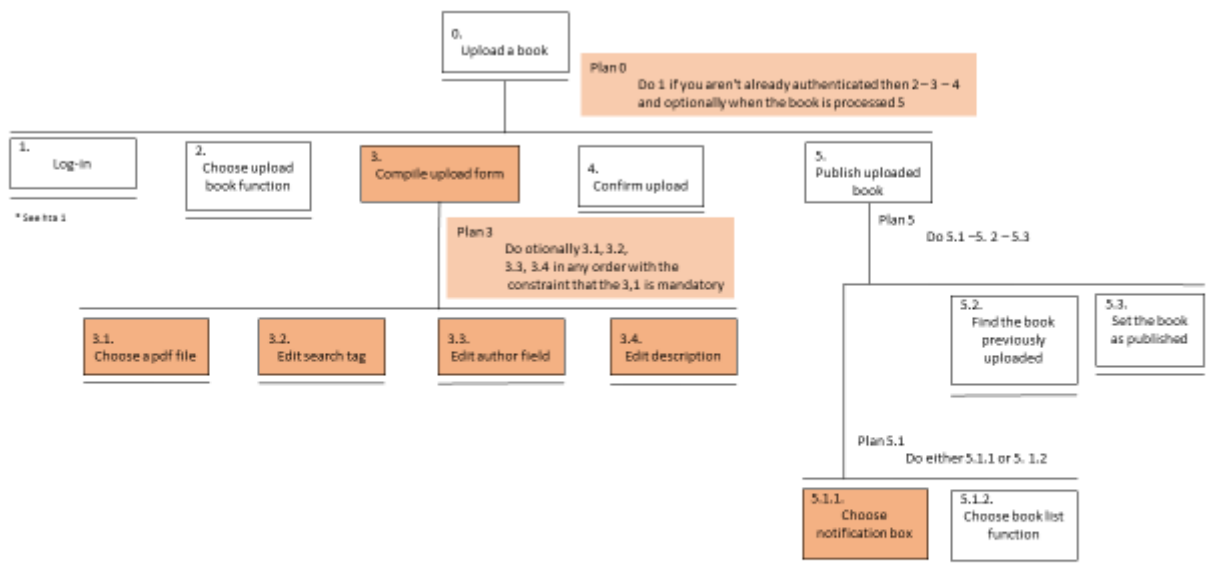 0.
Upload a book
Plan 0
Do 1 if you aren't already authenticated then 2 – 3 – 4
and optionally when the book is processed 5
1.
Log-in
* See hta 1
2.
Choose upload
book function
3.
Compile upload form
4.
Confirm upload
5.
Publish uploaded
book
Plan 3
Do otionally 3.1, 3.2,
3.3, 3.4 in any order with the
constraint that the 3,1 is mandatory
Plan 5
Do 5.1 –5. 2 – 5.3
3.1.
Choose a pdf file
3.2.
Edit search tag
3.3.
Edit author field
3.4.
Edit description
5.2.
Find the book
previously
uploaded
5.3.
Set the book
as published
Plan 5.1
Do either 5.1.1 or 5. 1.2
5.1.1.
Choose
notification box
5.1.2.
Choose book list
function